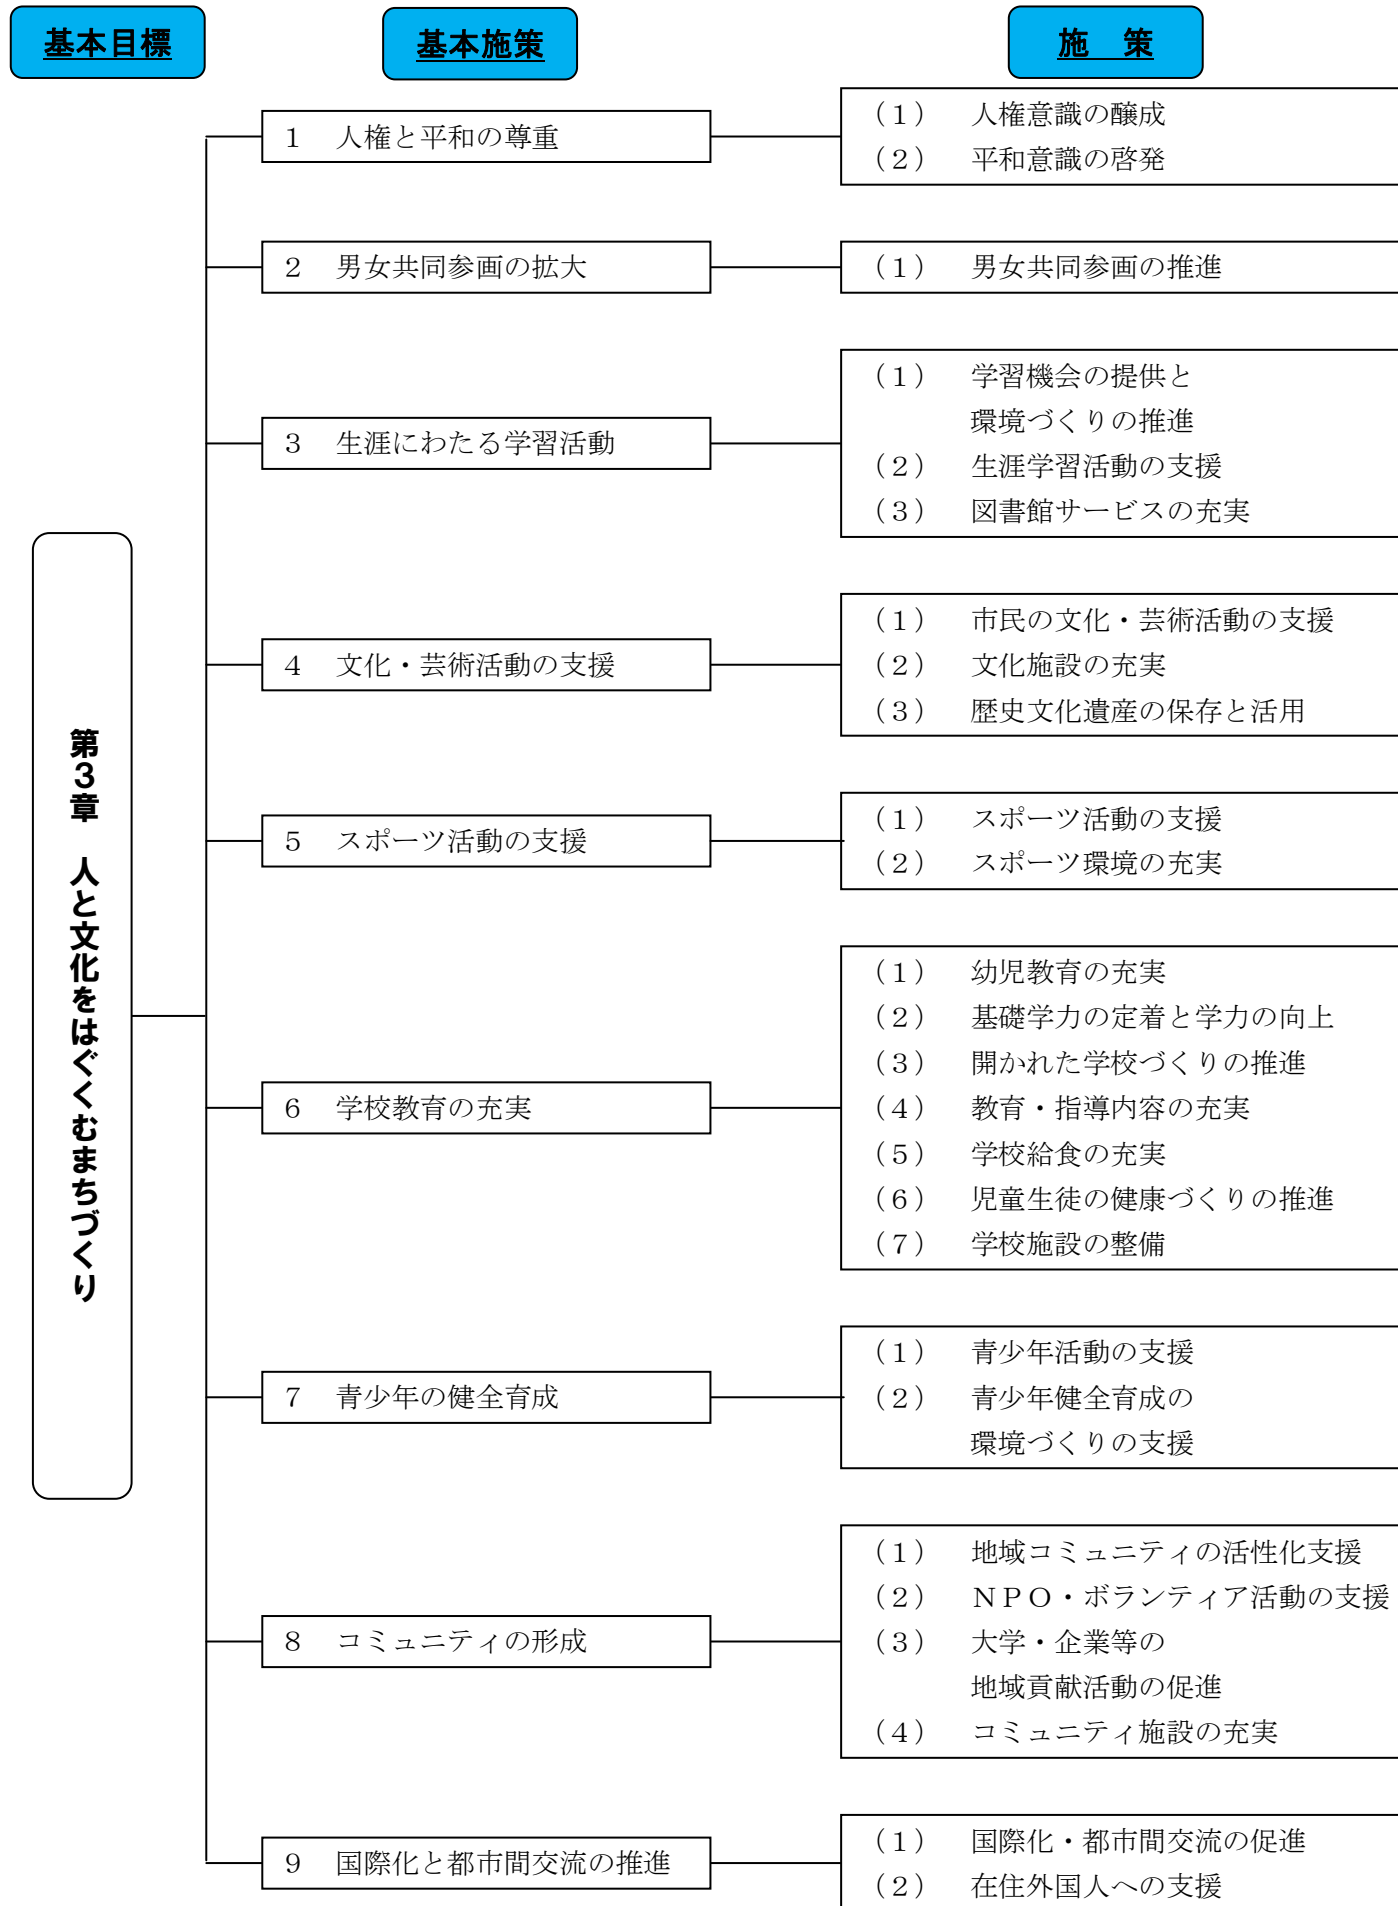 基本目標
基本施策
施　策
第３章　人と文化をはぐくむまちづくり
１　人権と平和の尊重
（１）　人権意識の醸成
（２）　平和意識の啓発
２　男女共同参画の拡大
（１）　男女共同参画の推進
３　生涯にわたる学習活動
（１）　学習機会の提供と
環境づくりの推進
（２）　生涯学習活動の支援
（３）　図書館サービスの充実
４　文化・芸術活動の支援
（１）　市民の文化・芸術活動の支援
（２）　文化施設の充実
（３）　歴史文化遺産の保存と活用
５　スポーツ活動の支援
（１）　スポーツ活動の支援
（２）　スポーツ環境の充実
６　学校教育の充実
（１）　幼児教育の充実
（２）　基礎学力の定着と学力の向上
（３）　開かれた学校づくりの推進
（４）　教育・指導内容の充実
（５）　学校給食の充実
（６）　児童生徒の健康づくりの推進
（７）　学校施設の整備
７　青少年の健全育成
（１）　青少年活動の支援
（２）　青少年健全育成の
環境づくりの支援
８　コミュニティの形成
（１）　地域コミュニティの活性化支援
（２）　ＮＰＯ・ボランティア活動の支援
（３）　大学・企業等の
地域貢献活動の促進
（４）　コミュニティ施設の充実
９　国際化と都市間交流の推進
（１）　国際化・都市間交流の促進
（２）　在住外国人への支援